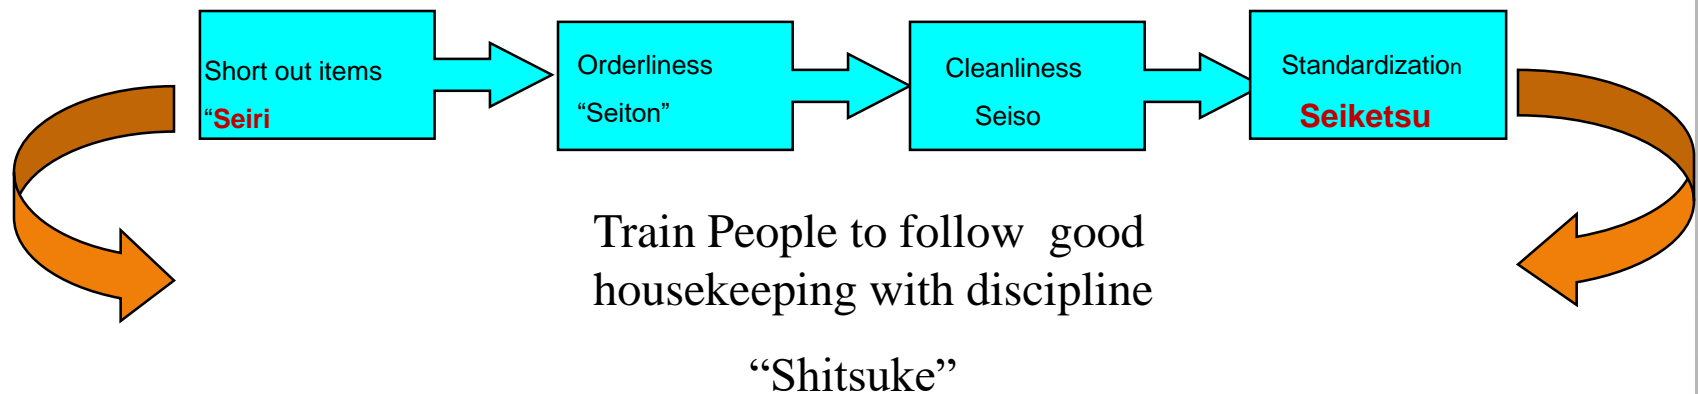 Short out items
“Seiri
Orderliness
“Seiton”
Cleanliness
Seiso
Standardization
Seiketsu
Train People to follow good
housekeeping with discipline
“Shitsuke”